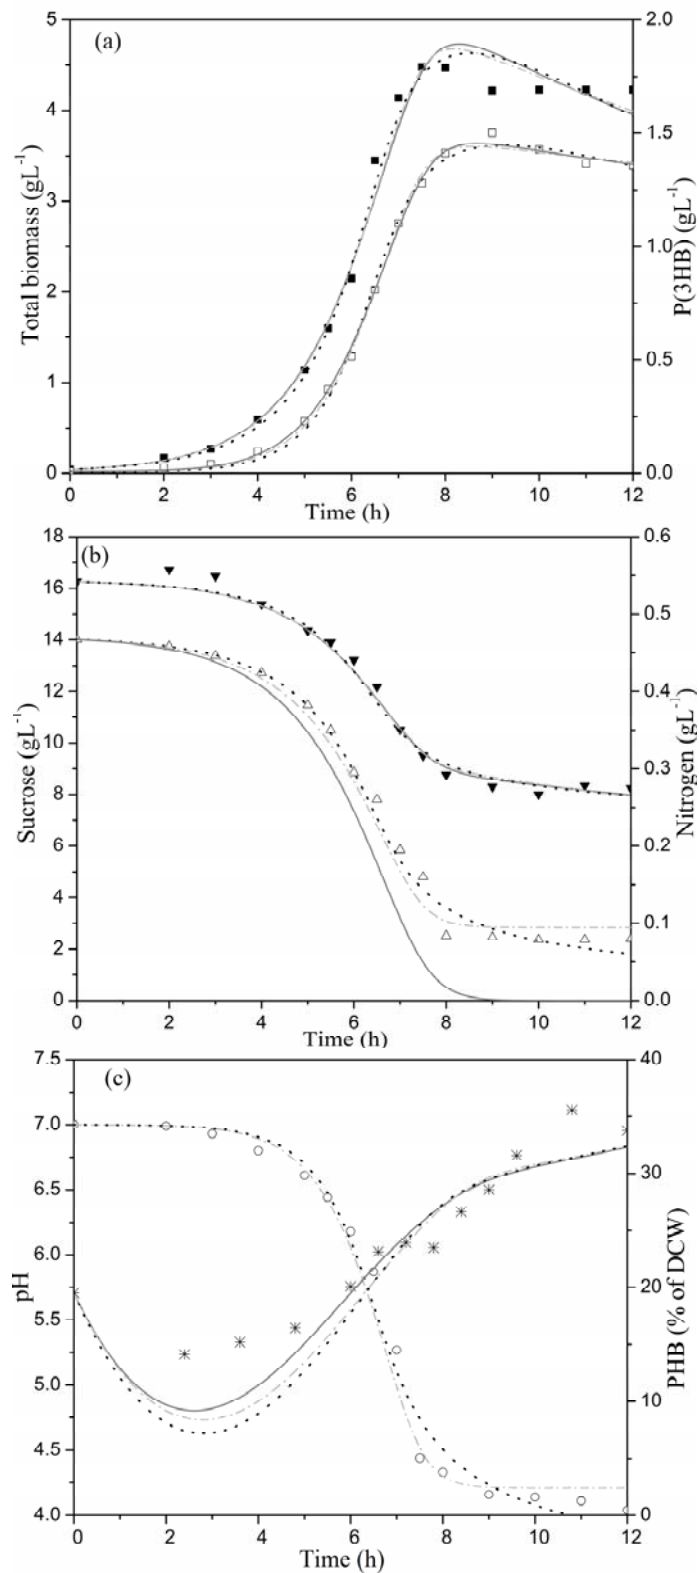 (a)
5
4
3
2
1
0
Total biomass (gL-1)
2.0
1.5
1.0
0.5
0.0
P(3HB) (gL-1)
0 2 4 6 8 10 12
Time (h)
(b)
18
16
14
12
10
8
6
4
2
0
Sucrose (gL-1)
0.6
0.5
0.4
0.3
0.2
0.1
0.0
Nitrogen (gL-1)
2 4 6 8 10 12
Time (h)
(c)
7.5
7.0
6.5
6.0
5.5
5.0
4.5
4.0
pH
40
30
20
10
0
PHB (% of DCW)
0 2 4 6 8 10 12
Time (h)